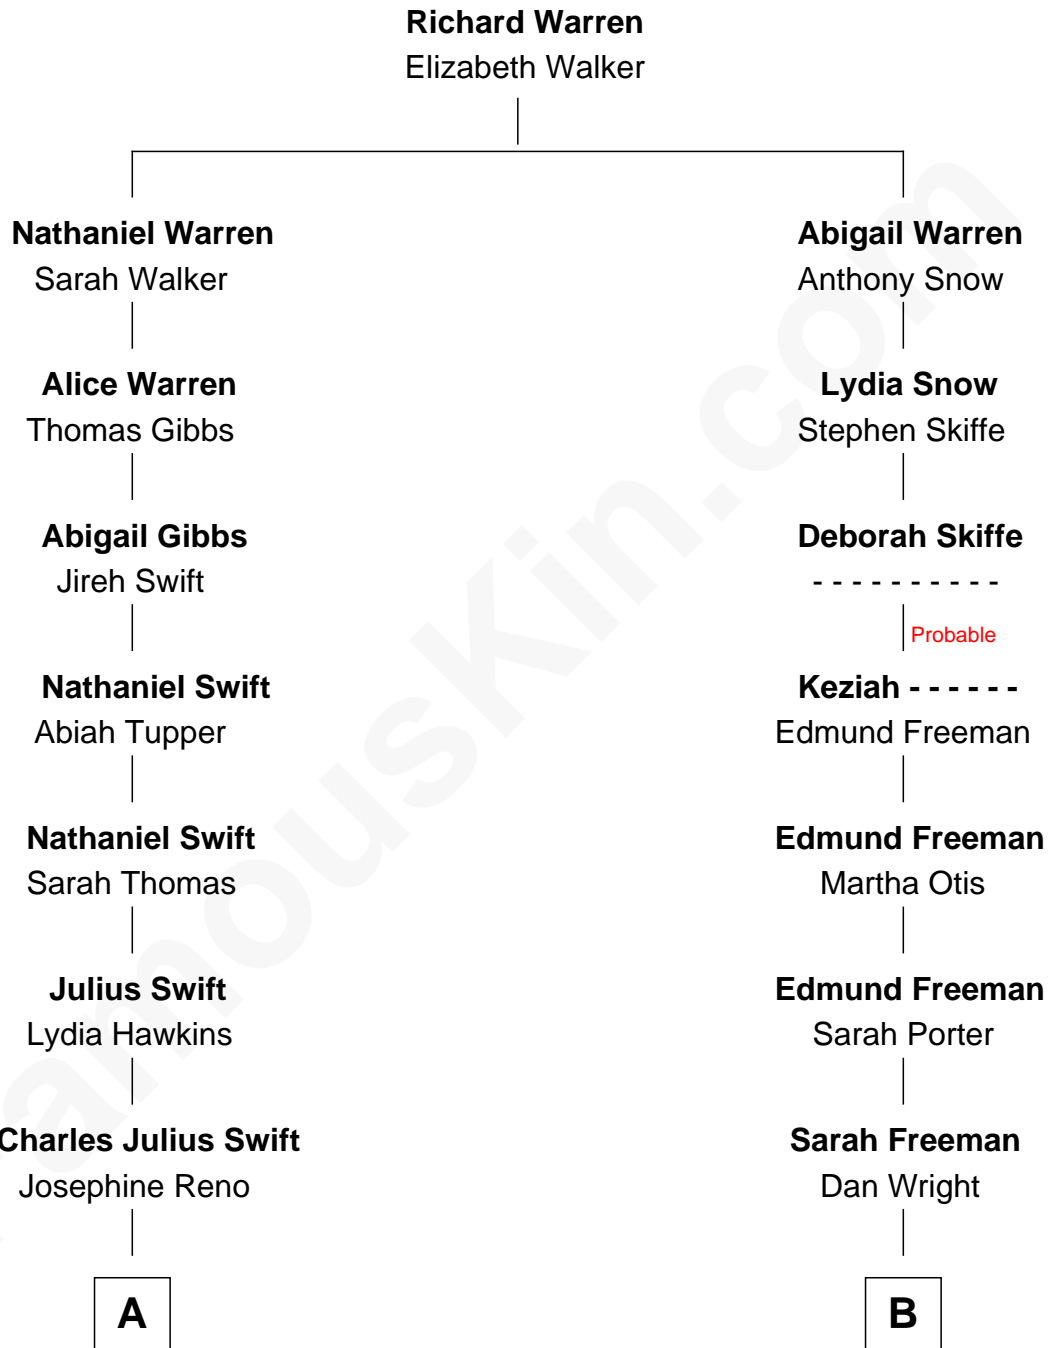 Richard Warren
Elizabeth Walker
Nathaniel Warren
Sarah Walker
Abigail Warren
Anthony Snow
Alice Warren
Thomas Gibbs
Lydia Snow
Stephen Skiffe
Abigail Gibbs
Jireh Swift
Deborah Skiffe
- - - - - - - - - -
Probable
Nathaniel Swift
Abiah Tupper
Keziah - - - - - -
Edmund Freeman
Nathaniel Swift
Sarah Thomas
Edmund Freeman
Martha Otis
Julius Swift
Lydia Hawkins
Edmund Freeman
Sarah Porter
Charles Julius Swift
Josephine Reno
Sarah Freeman
Dan Wright
A
B
amouskin.com